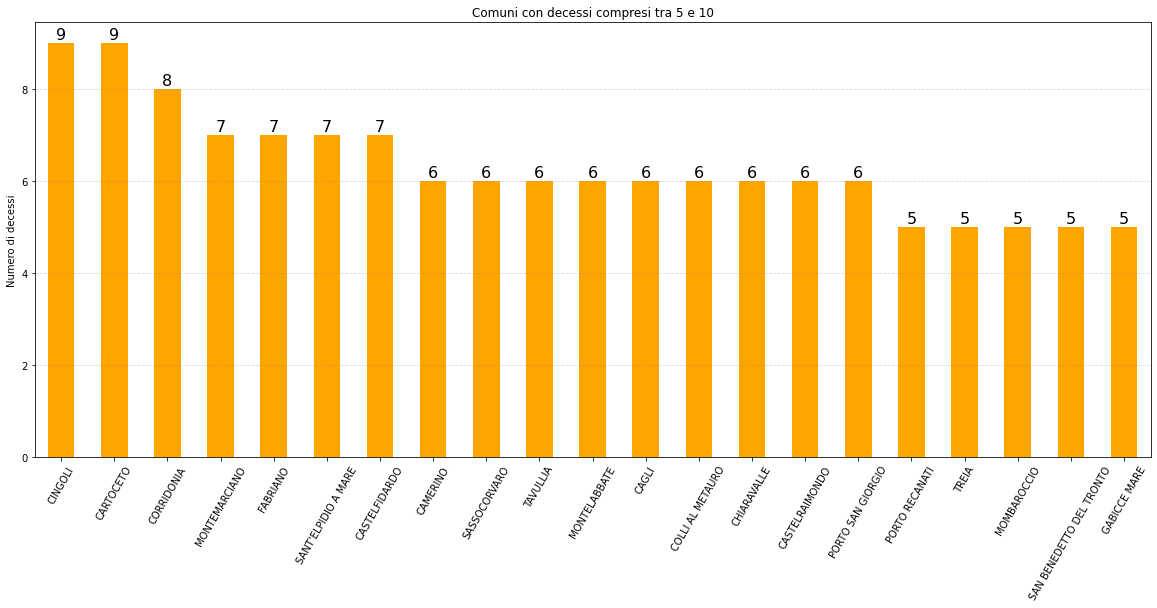 Comuni con decessi compresi tra 5 e 10
Numero di decessi
8
6
4
2
0
9
9
8
7
7
7
7
6
6
6
6
6
6
6
6
6
5
5
5
5
5
CINGOLI
CARTOCETO
CORRIDONIA
MONTEMARCIANO
FABRIANO
SANT'ELPIDIO A MARE
CASTELFIDARDO
CAMERINO
SASSOCORVARO
TAVULLIA
MONTELABBATE
CAGLI
COLLI AL METAURO
CHIARAVALLE
CASTELRAIMONDO
PORTO SAN GIORGIO
PORTO RECANATI
TREIA
MOMBAROCCIO
SAN BENEDETTO DEL TRONTO
GABICCE MARE